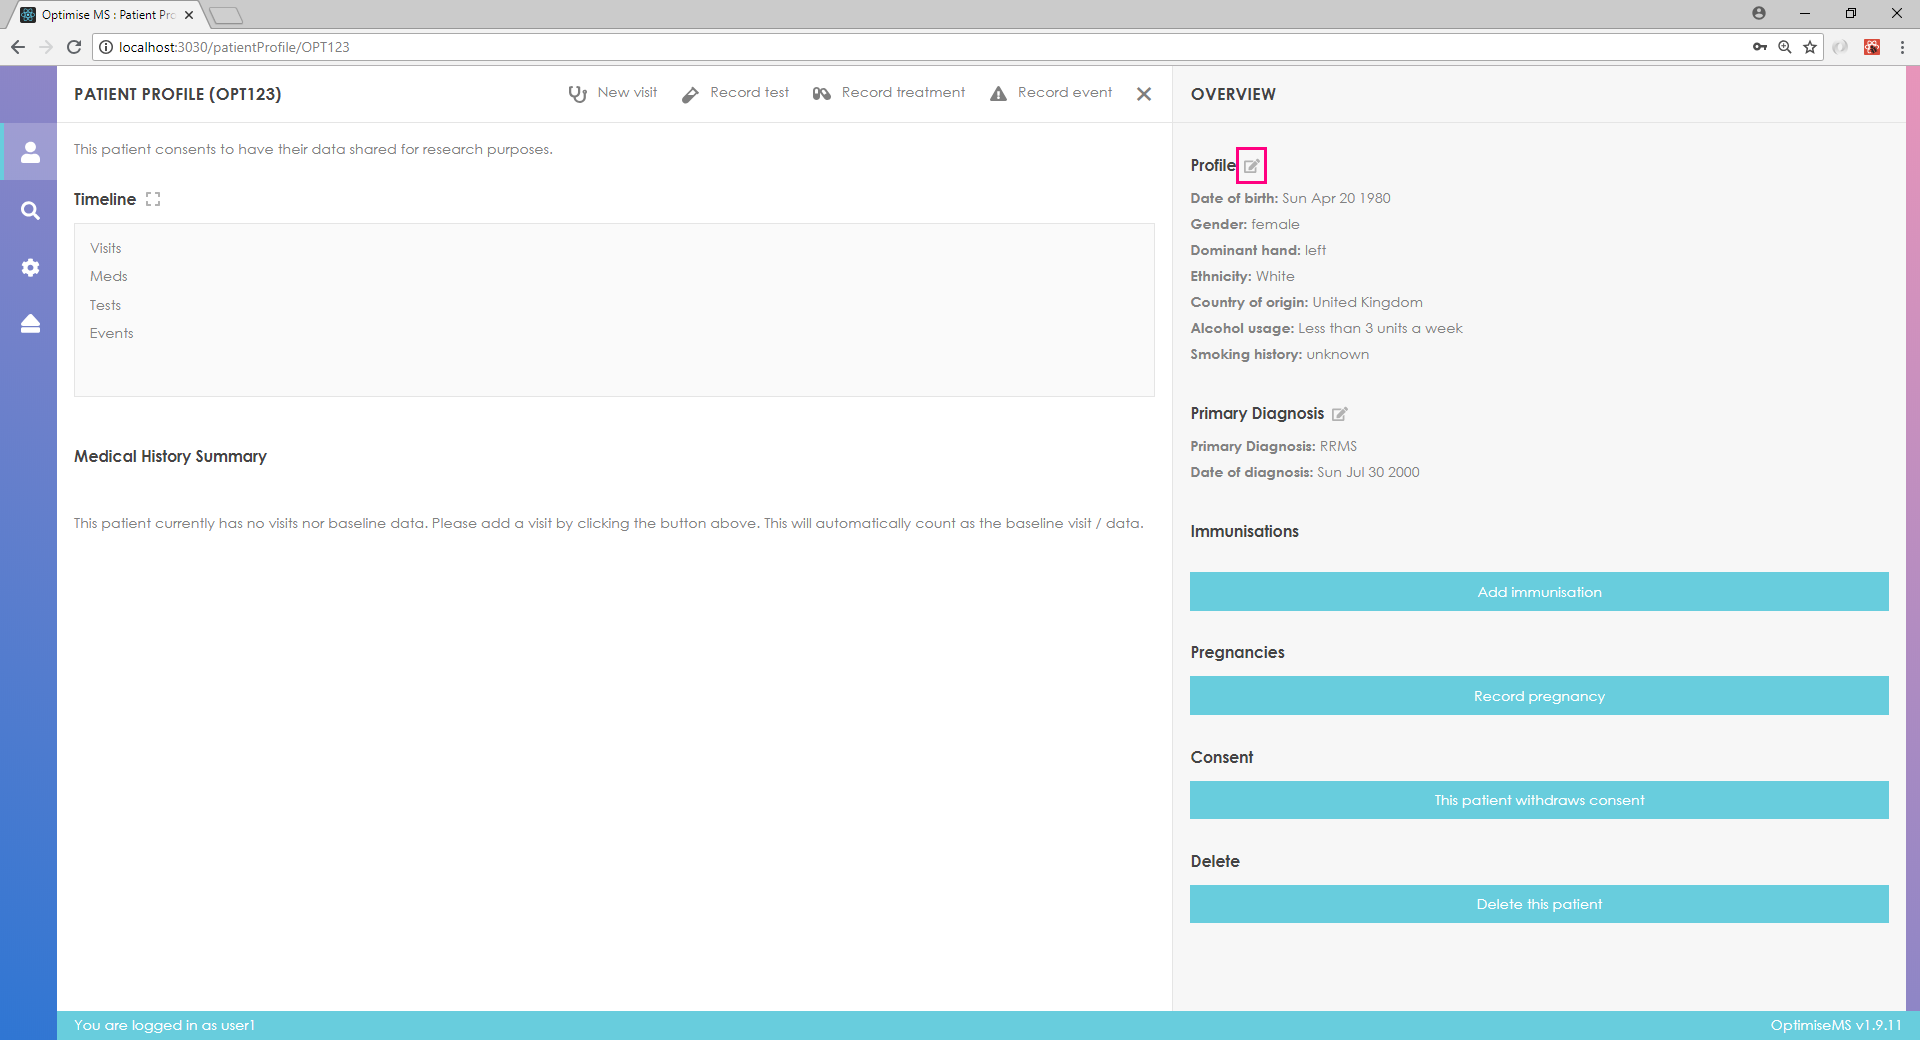 Optimise MS : Patient Pro
localhost:3030/patientProfile/OPT123
PATIENT PROFILE (OPT123)
New visit
Record test
Record treatment
Record event
This patient consents to have their data shared for research purposes.
Timeline
Visits
Meds
Tests
Events
Medical History Summary
This patient currently has no visits nor baseline data. Please add a visit by clicking the button above. This will automatically count as the baseline visit / data.
OVERVIEW
Profile
Date of birth: Sun Apr 20 1980
Gender: female
Dominant hand: left
Ethnicity: White
Country of origin: United Kingdom
Alcohol usage: Less than 3 units a week
Smoking history: unknown
Primary Diagnosis
Primary Diagnosis: RRMS
Date of diagnosis: Sun Jul 30 2000
Immunisations
Add immunisation
Pregnancies
Record pregnancy
Consent
This patient withdraws consent
Delete
Delete this patient
You are logged in as user1
OptimiseMS v1.9.11